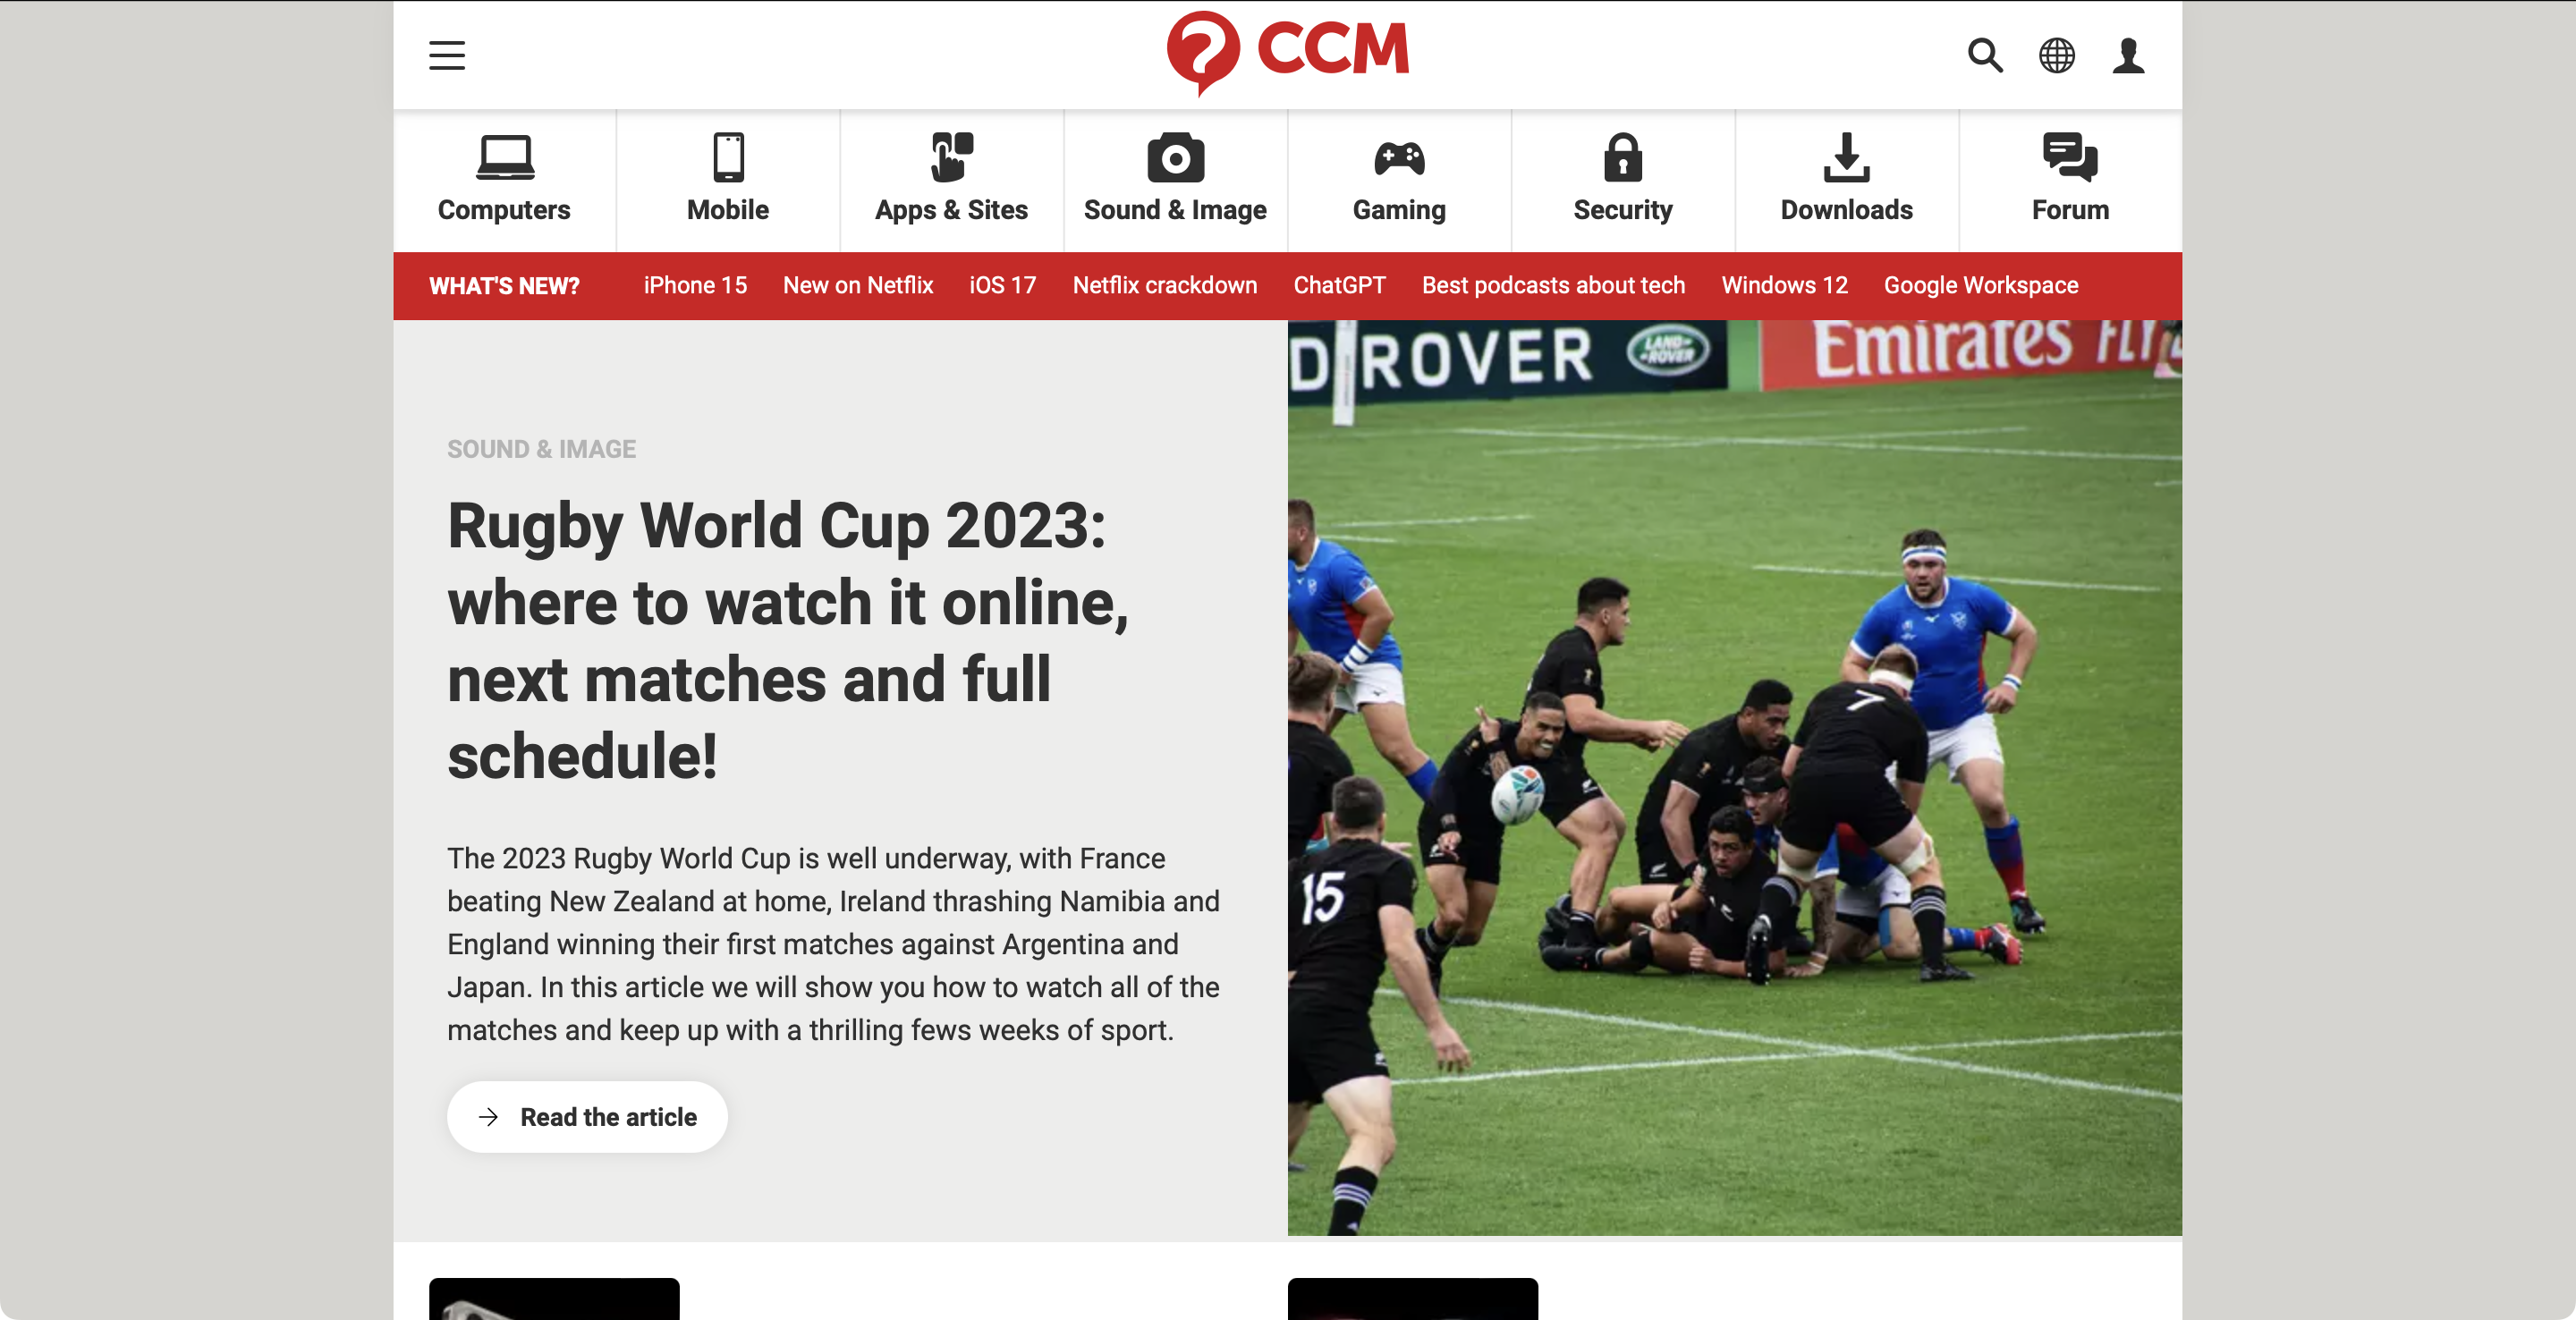 CCM
Computers
Mobile
Apps & Sites
Sound & Image
Gaming
Security
Downloads
Forum
WHAT'S NEW? iPhone 15 New on Netflix iOS 17 Netflix crackdown ChatGPT Best podcasts about tech Windows 12 Google Workspace
D ROVER LAND ROVER Emirates FLY
SOUND & IMAGE
Rugby World Cup 2023:
where to watch it online,
next matches and full
schedule!
The 2023 Rugby World Cup is well underway, with France
beating New Zealand at home, Ireland thrashing Namibia and
England winning their first matches against Argentina and
Japan. In this article we will show you how to watch all of the
matches and keep up with a thrilling fews weeks of sport.
Read the article
7
15